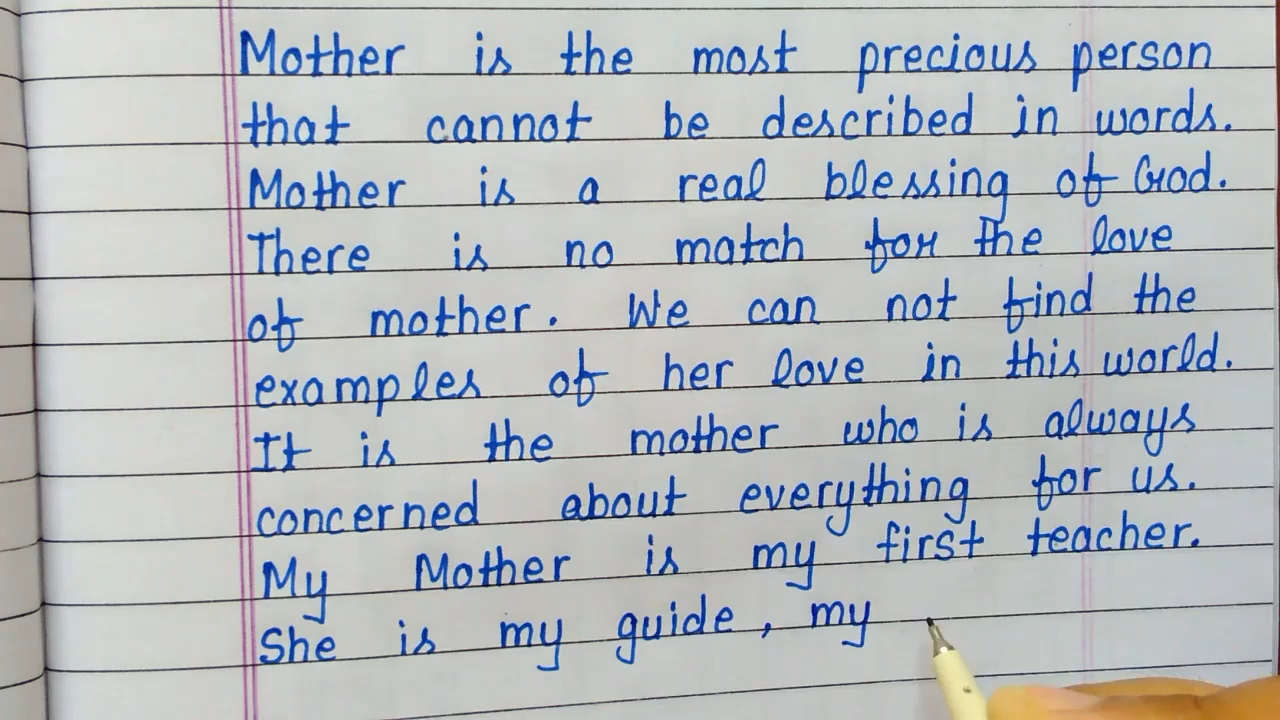 Mother is the most precious person
that cannot be described in words.
Mother is a real blessing of God.
There is no match for the love
of mother. We can not find the
examples of her love in this world.
It is the mother who is always
concerned about everything for us.
My Mother is my first teacher.
She is my guide, my